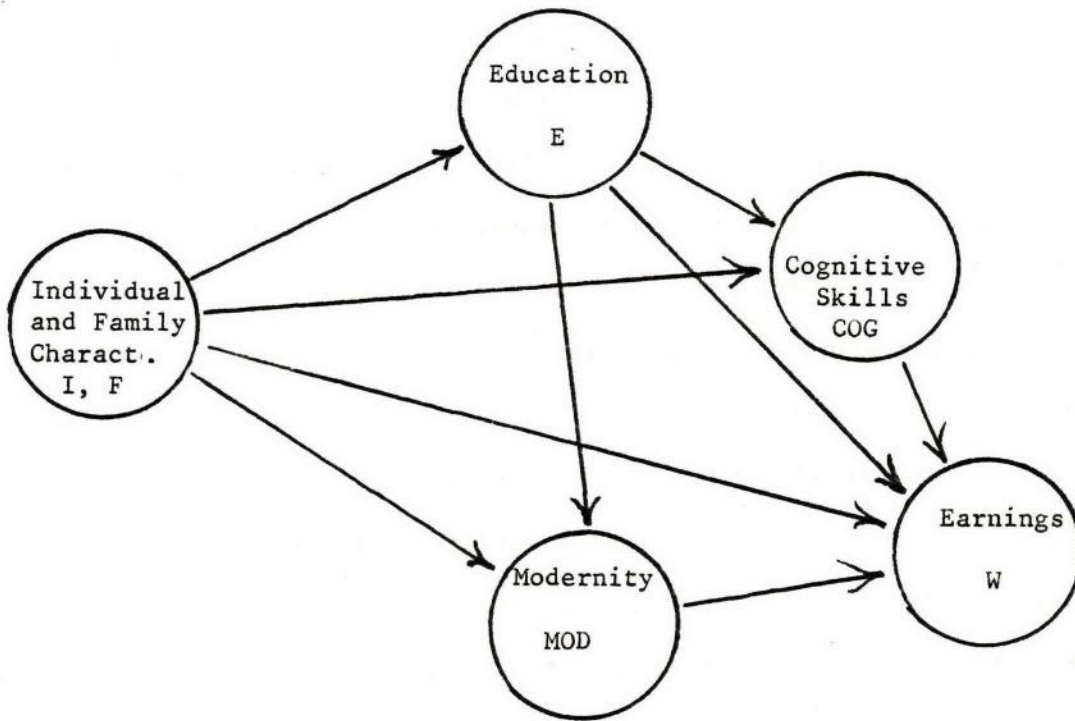 Education
E
Individual
and Family
Charact.
I, F
Cognitive
Skills
COG
Earnings
W
Modernity
MOD